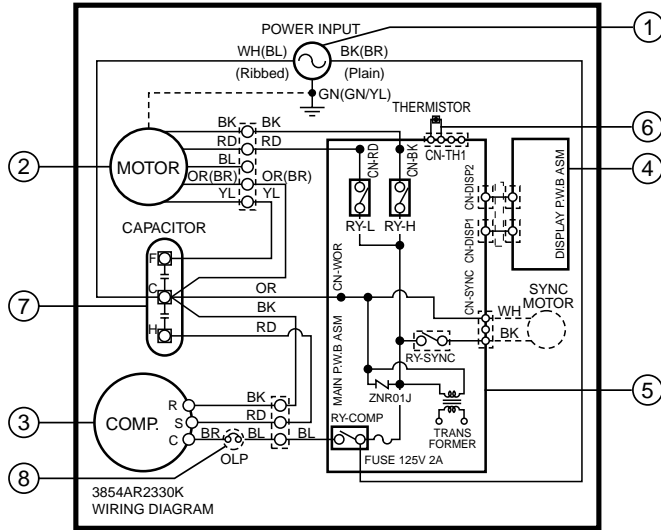 POWER INPUT
1
WH(BL)
BK(BR)
(Ribbed)
(Plain)
GN(GN/YL)
THERMISTOR
6
BK
BK
CN-RD
CN-BK
CN-TH1
RD
RD
2
MOTOR
BL
4
OR(BR)
OR(BR)
YL
YL
RY-L
RY-H
CN-DISP2
CN-DISP1
DISPLAY P.W.B ASM
CAPACITOR
F
C
H
7
OR
CN-WOR
CN-SYNC
SYNC
MOTOR
WH
BK
BK
RD
RY-SYNC
MAIN P.W.B ASM
ZNR01J
5
3
COMP.
R
S
C
BK
RD
BR
BL
BL
RY-COMP
TRANS
FORMER
OLP
FUSE 125V 2A
8
3854AR2330K
WIRING DIAGRAM